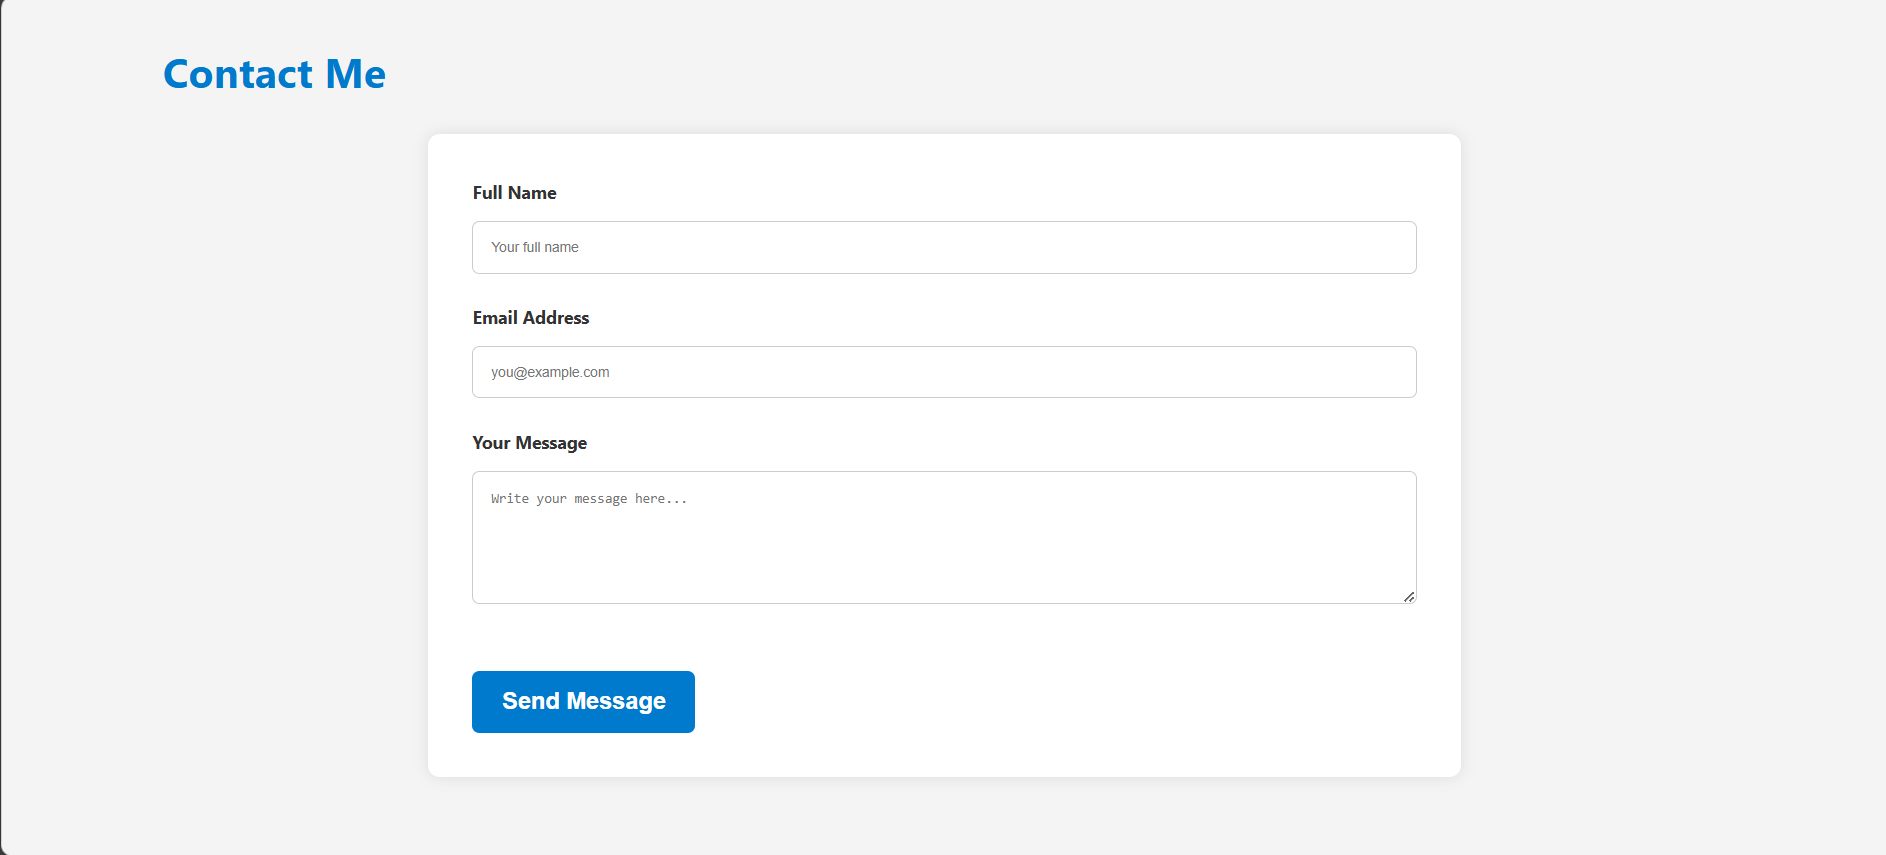 Contact Me
Full Name
Your full name
Email Address
you@example.com
Your Message
Write your message here...
Send Message